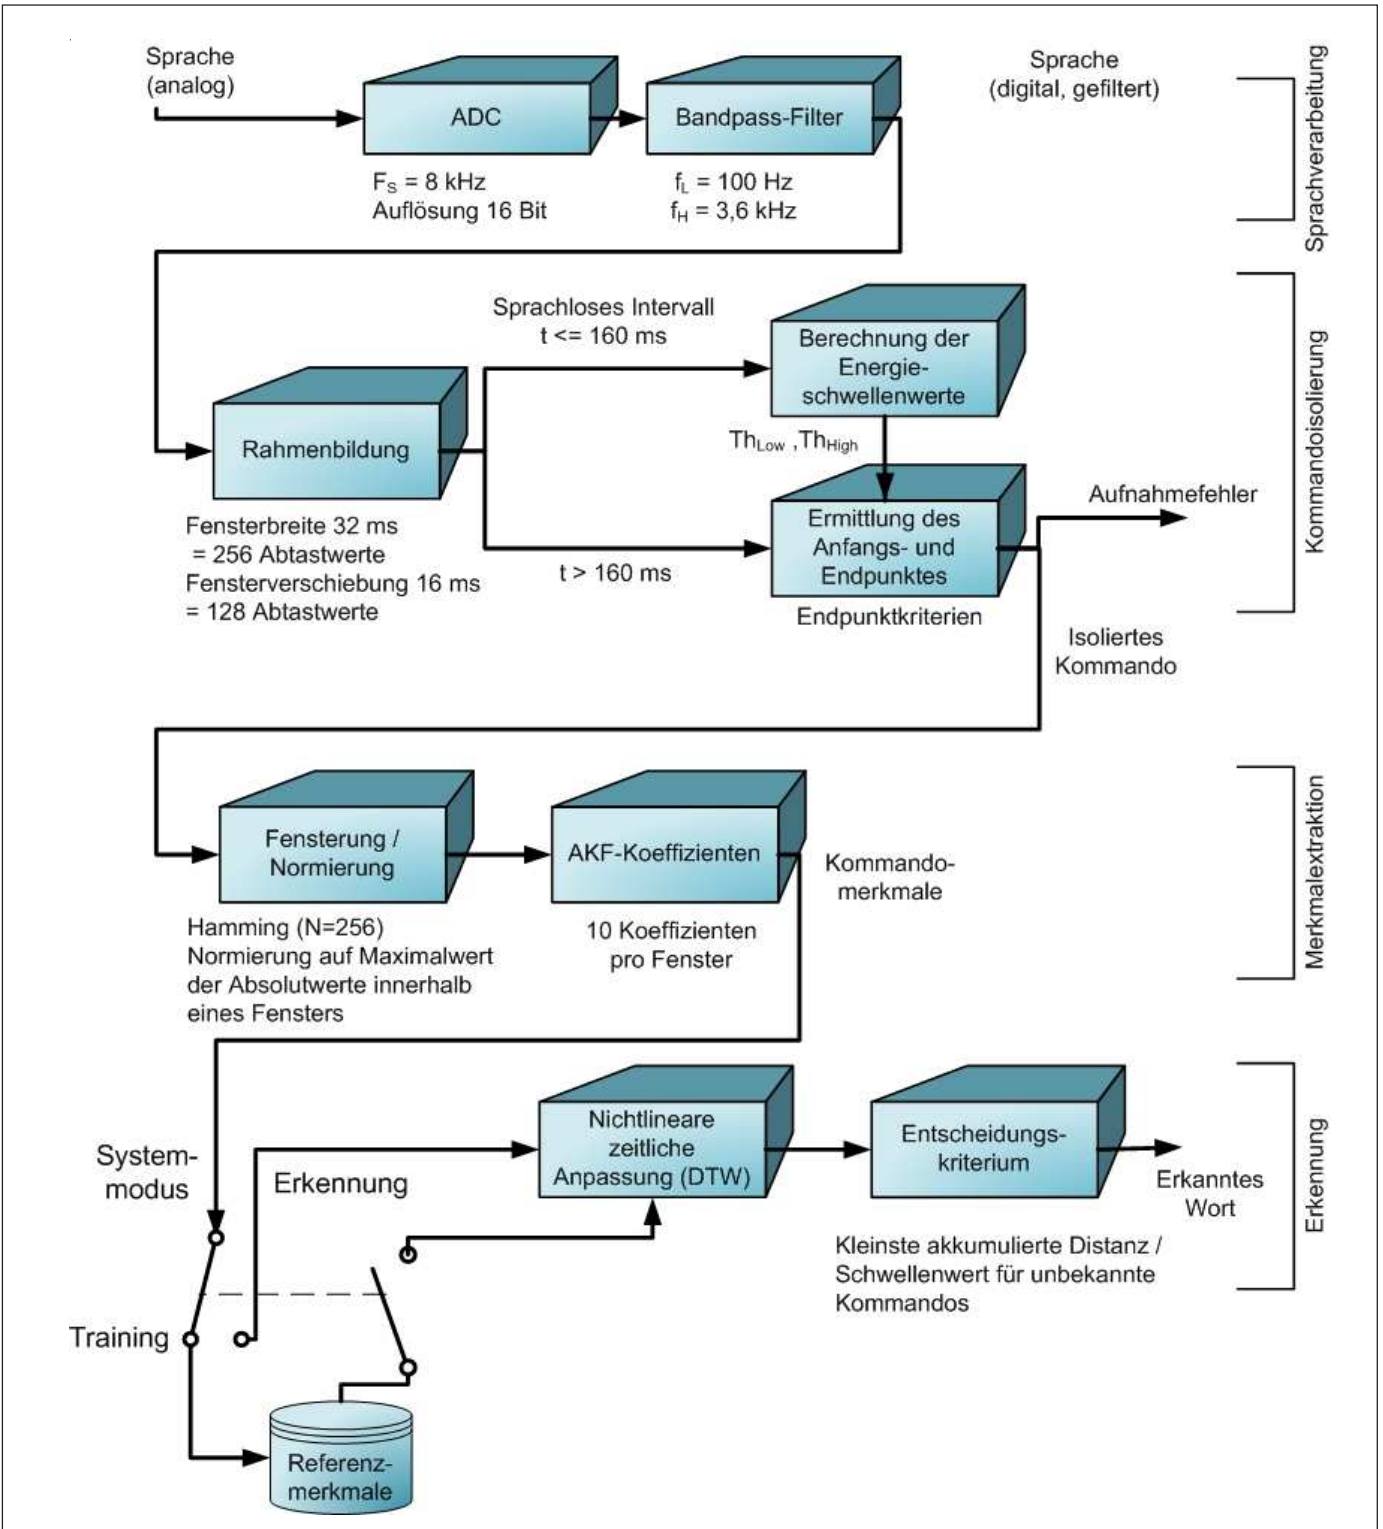 Sprache
(analog)
ADC
Bandpass-Filter
Sprache
(digital, gefiltert)
Sprachverarbeitung
FS = 8 kHz
Auflösung 16 Bit
fL = 100 Hz
fH = 3,6 kHz
Sprachloses Intervall
t <= 160 ms
Berechnung der
Energie-
schwellenwerte
Kommandoisolierung
Rahmenbildung
ThLow ,ThHigh
Fensterbreite 32 ms
= 256 Abtastwerte
Fensterverschiebung 16 ms
= 128 Abtastwerte
t > 160 ms
Ermittlung des
Anfangs- und
Endpunktes
Endpunktkriterien
Aufnahmefehler
Isoliertes
Kommando
Fensterung /
Normierung
AKF-Koeffizienten
Kommando-
merkmale
Merkmalextraktion
Hamming (N=256)
Normierung auf Maximalwert
der Absolutwerte innerhalb
eines Fensters
10 Koeffizienten
pro Fenster
System-
modus
Erkennung
Nichtlineare
zeitliche
Anpassung (DTW)
Entscheidungs-
kriterium
Erkanntes
Wort
Erkennung
Kleinste akkumulierte Distanz /
Schwellenwert für unbekannte
Kommandos
Training
Referenz-
merkmale